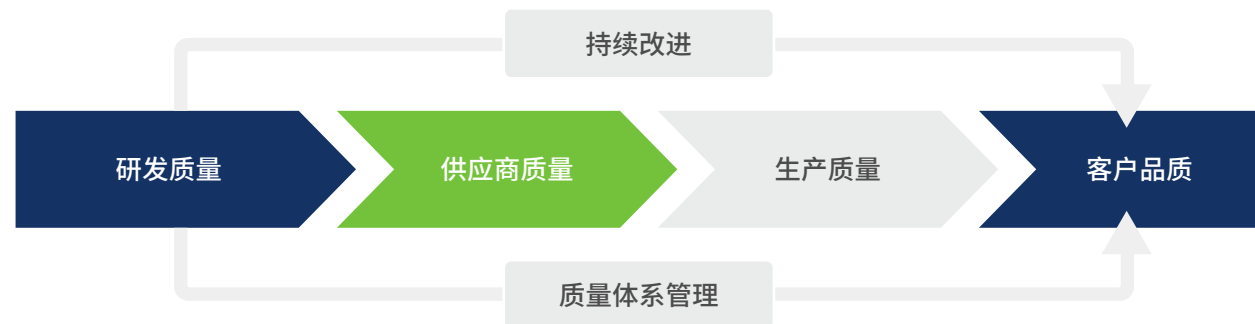 持续改进
研发质量
供应商质量
生产质量
客户品质
质量体系管理